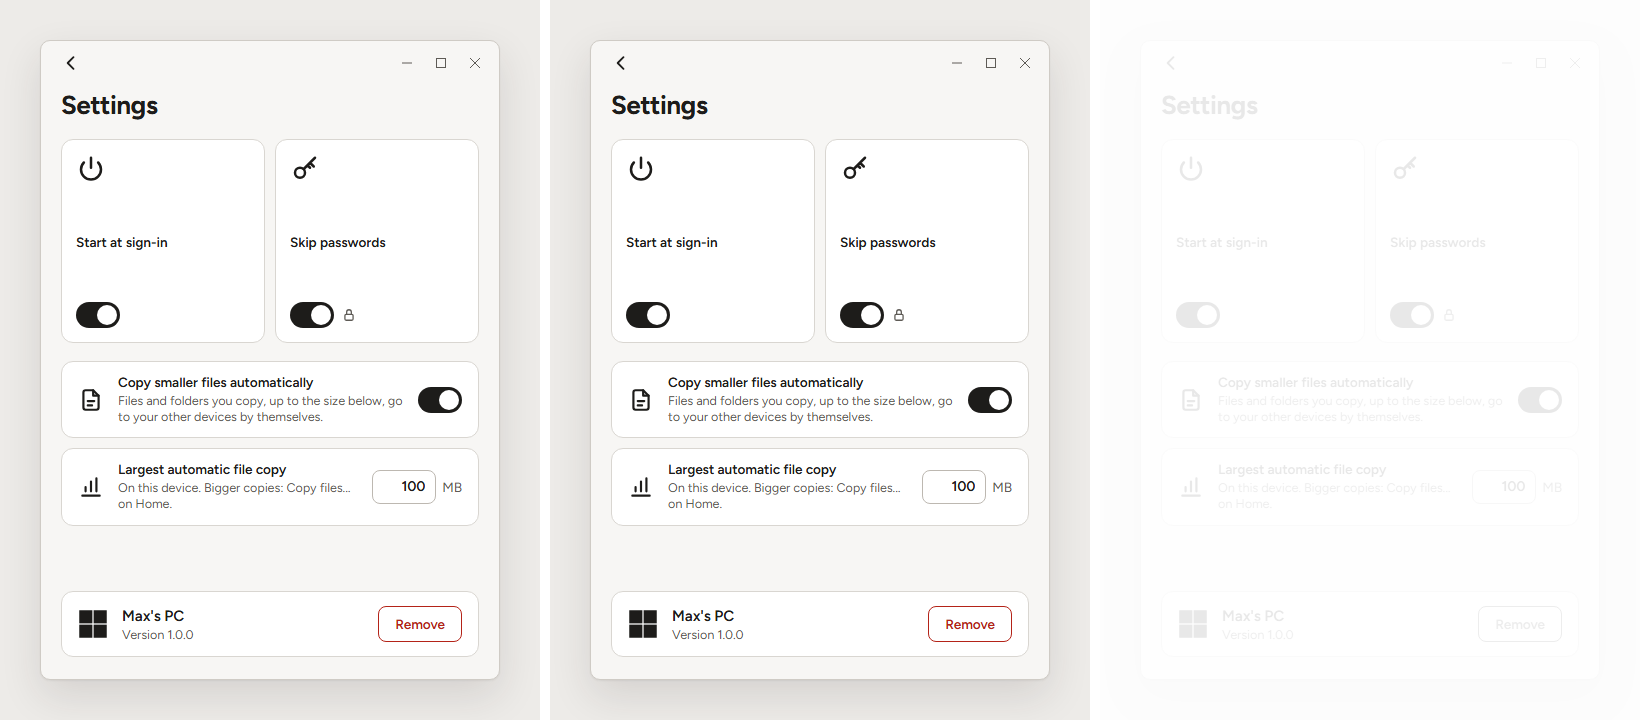 Settings
Start at sign-in
Skip passwords
Copy smaller files automatically
Files and folders you copy, up to the size below, go
to your other devices by themselves.
Largest automatic file copy
On this device. Bigger copies: Copy files...
on Home.
100 MB
Max's PC
Version 1.0.0
Remove
Settings
Start at sign-in
Skip passwords
Copy smaller files automatically
Files and folders you copy, up to the size below, go
to your other devices by themselves.
Largest automatic file copy
On this device. Bigger copies: Copy files...
on Home.
100 MB
Max's PC
Version 1.0.0
Remove
Settings
Start at sign-in
Skip passwords
Copy smaller files automatically
Files and folders you copy, up to the size below, go
to your other devices by themselves.
Largest automatic file copy
On this device. Bigger copies: Copy files...
on Home.
100 MB
Max's PC
Version 1.0.0
Remove